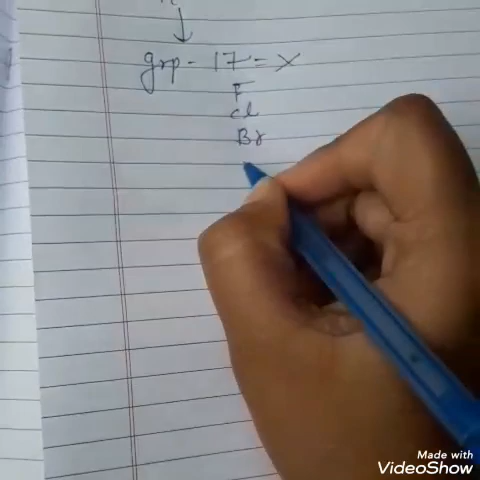 grp - 17 = X
F
Cl
Br
Made with
VideoShow